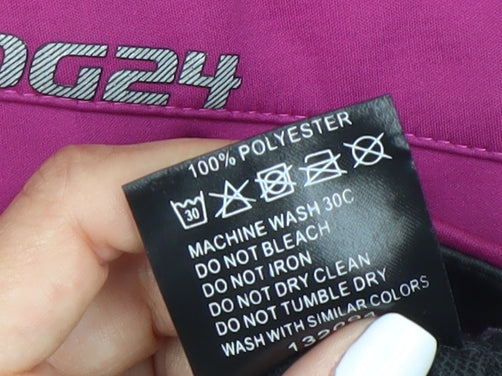 OG24
100% POLYESTER
30
MACHINE WASH 30C
DO NOT BLEACH
DO NOT IRON
DO NOT DRY CLEAN
DO NOT TUMBLE DRY
WASH WITH SIMILAR COLORS